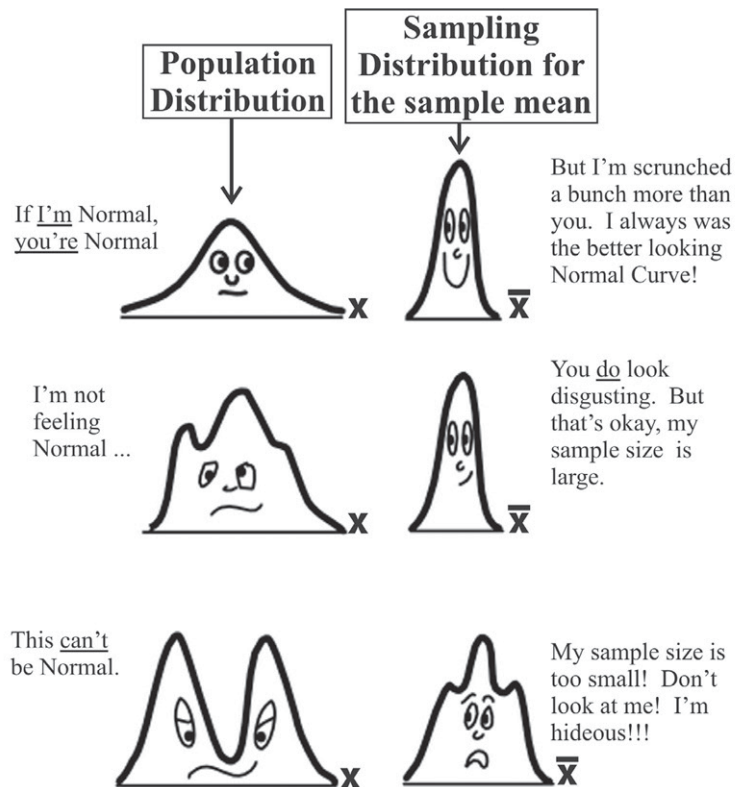 Population
Distribution
Sampling
Distribution for
the sample mean
If I'm Normal,
you're Normal
x
But I'm scrunched
a bunch more than
you. I always was
the better looking
Normal Curve!
x̅
I'm not
feeling
Normal ...
x
You do look
disgusting. But
that's okay, my
sample size is
large.
x̅
This can't
be Normal.
x
My sample size is
too small! Don't
look at me! I'm
hideous!!!
x̅